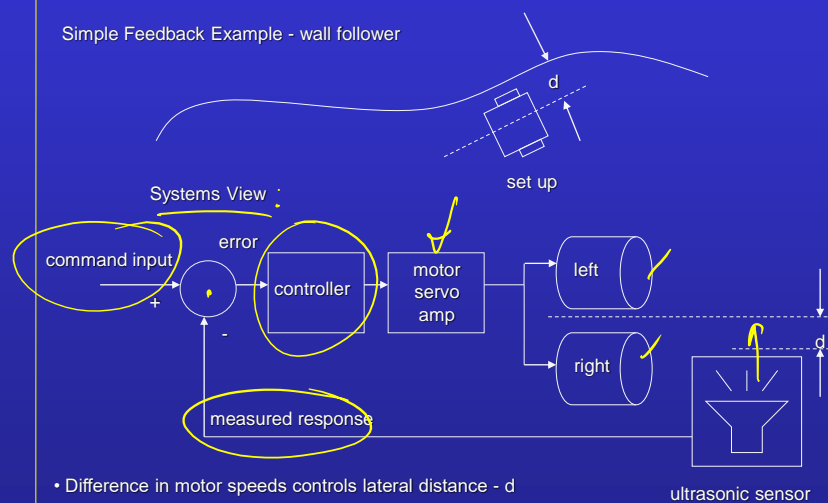 Simple Feedback Example - wall follower
d
set up
Systems View
error
command input
controller
motor
servo
amp
left
+
-
d
right
measured response
• Difference in motor speeds controls lateral distance - d
ultrasonic sensor